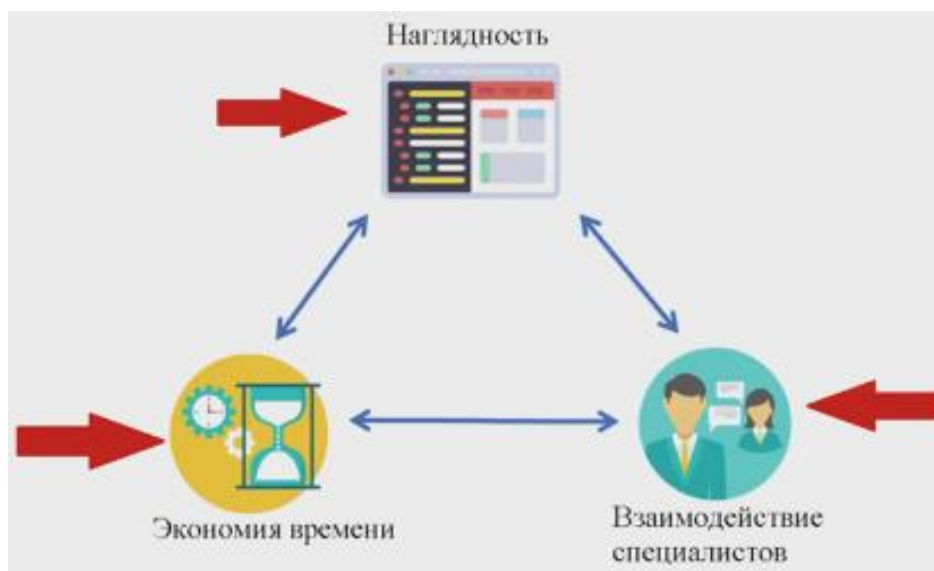 Наглядность
Экономия времени
Взаимодействие
специалистов